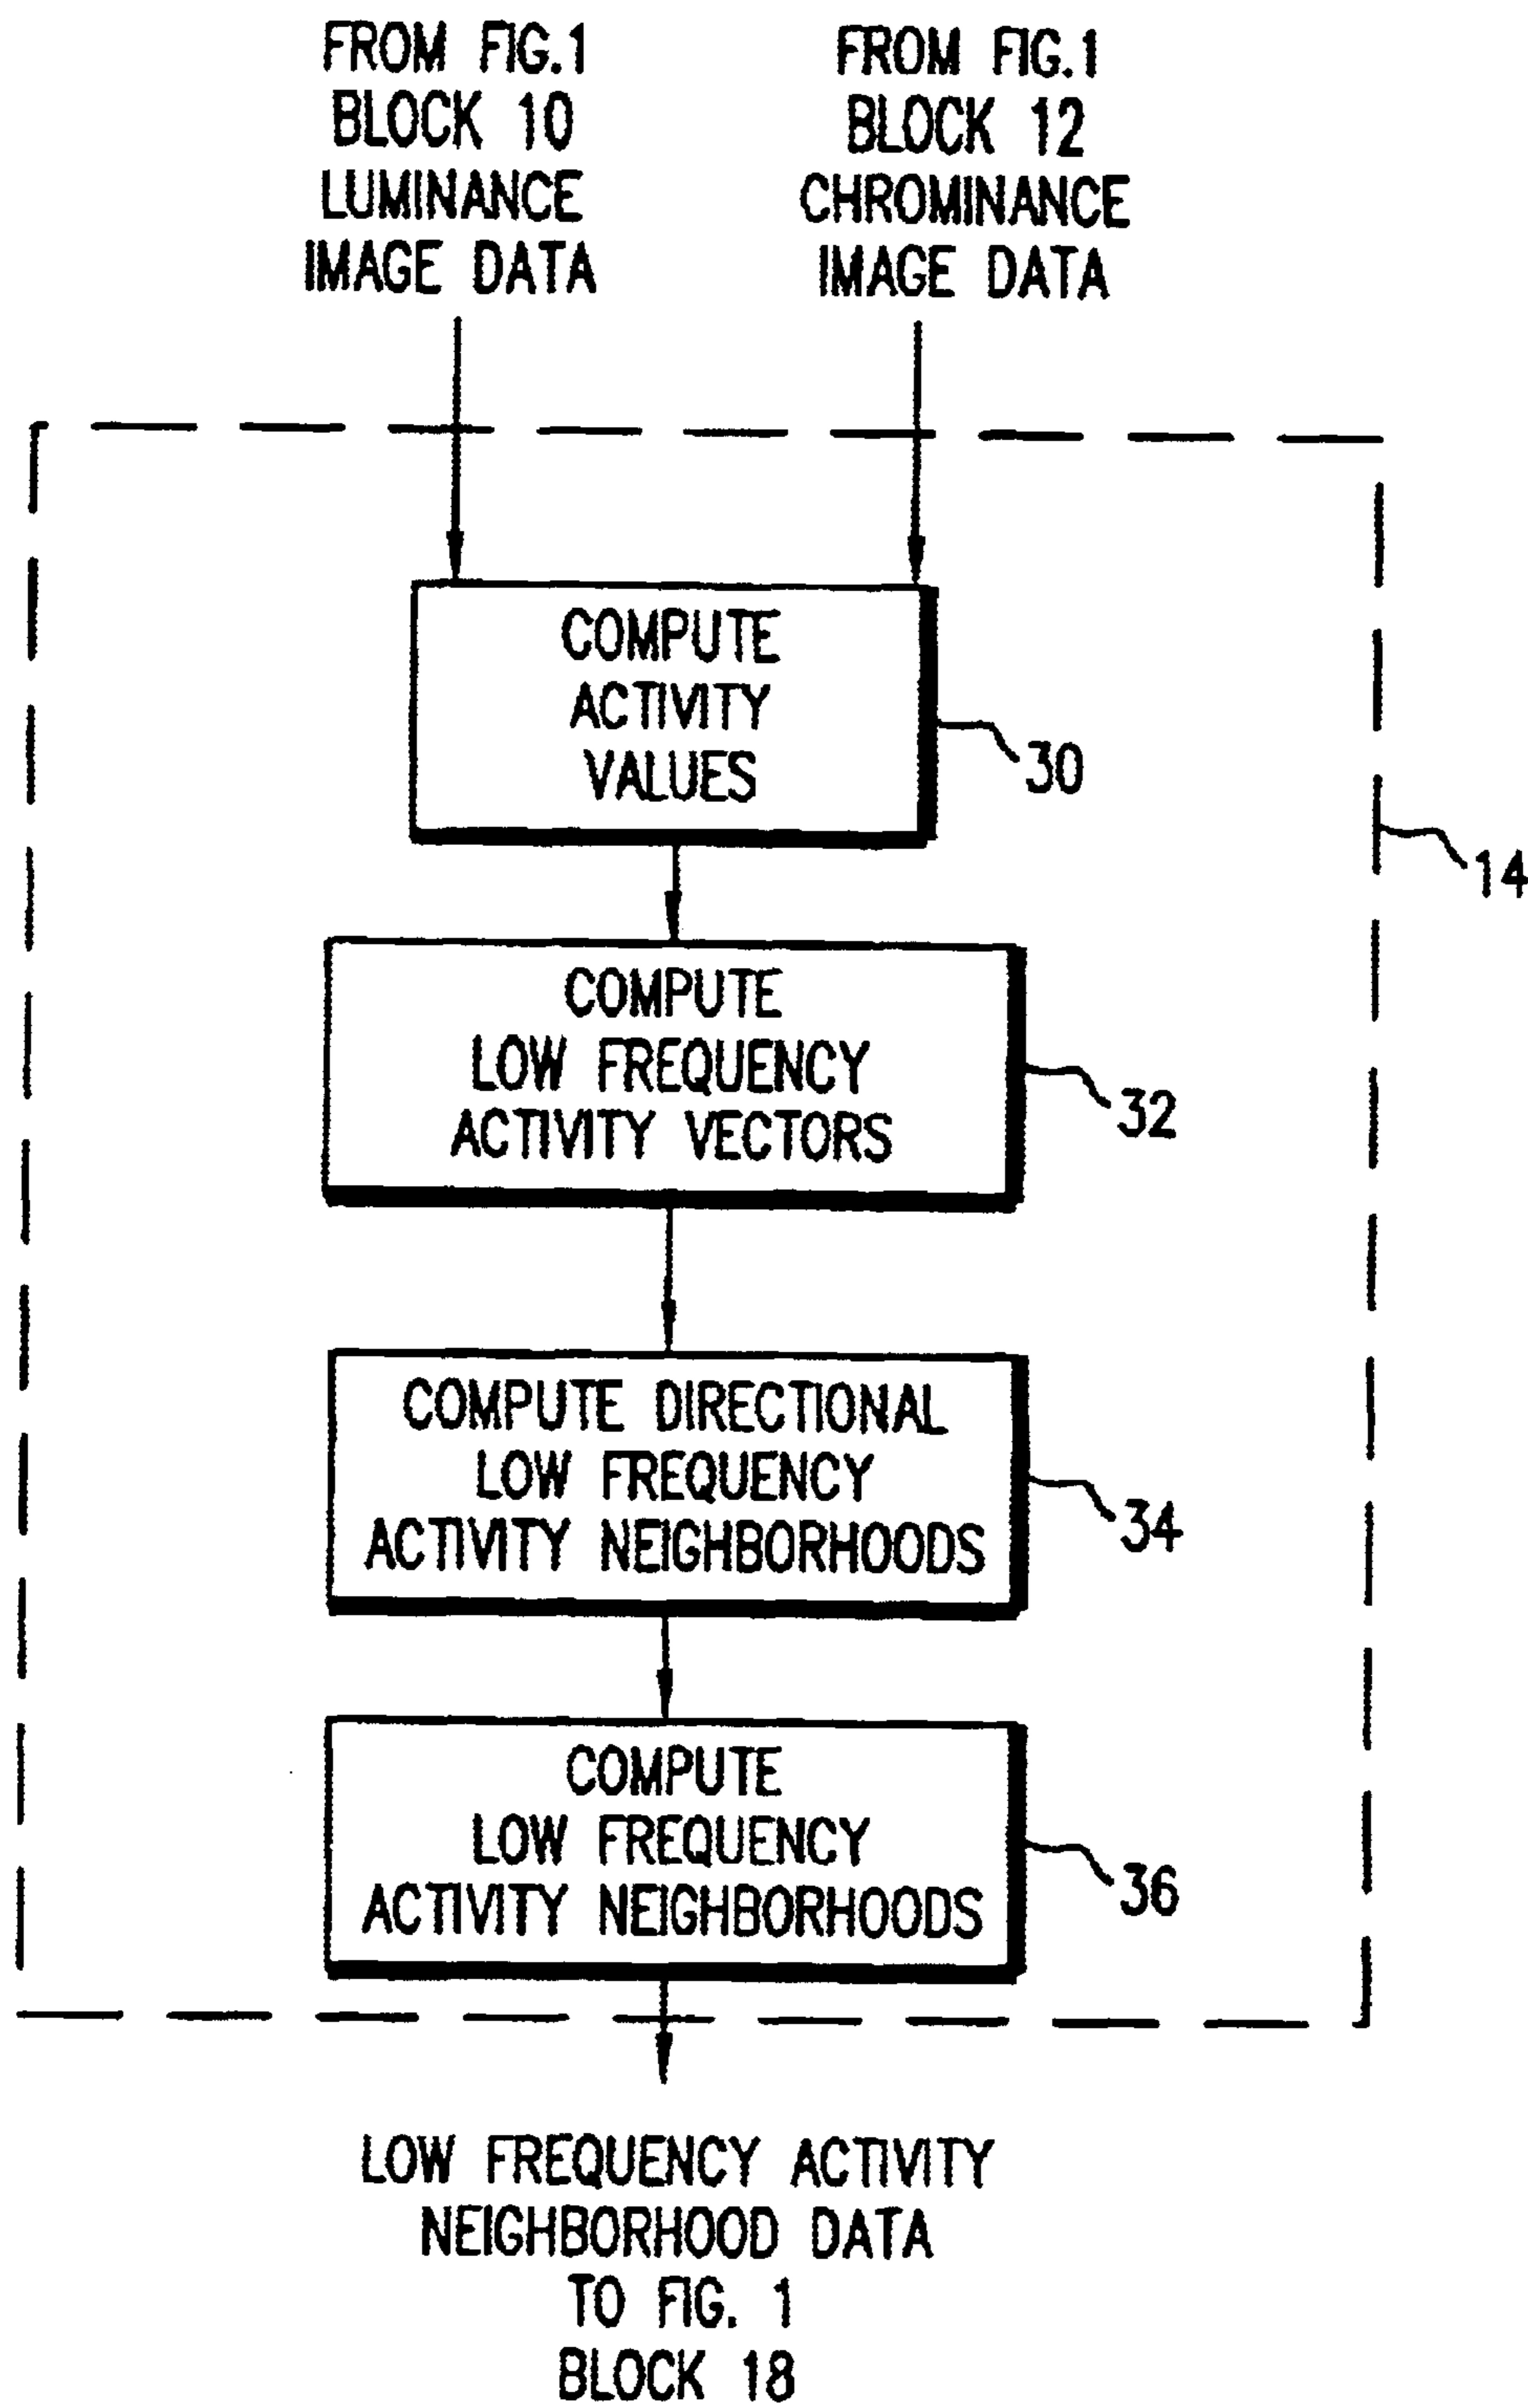 FROM FIG.1
BLOCK 10
LUMINANCE
IMAGE DATA
FROM FIG.1
BLOCK 12
CHROMINANCE
IMAGE DATA
COMPUTE
ACTIVITY
VALUES
30
14
COMPUTE
LOW FREQUENCY
ACTIVITY VECTORS
32
COMPUTE DIRECTIONAL
LOW FREQUENCY
ACTIVITY NEIGHBORHOODS
34
COMPUTE
LOW FREQUENCY
ACTIVITY NEIGHBORHOODS
36
LOW FREQUENCY ACTIVITY
NEIGHBORHOOD DATA
TO FIG. 1
BLOCK 18